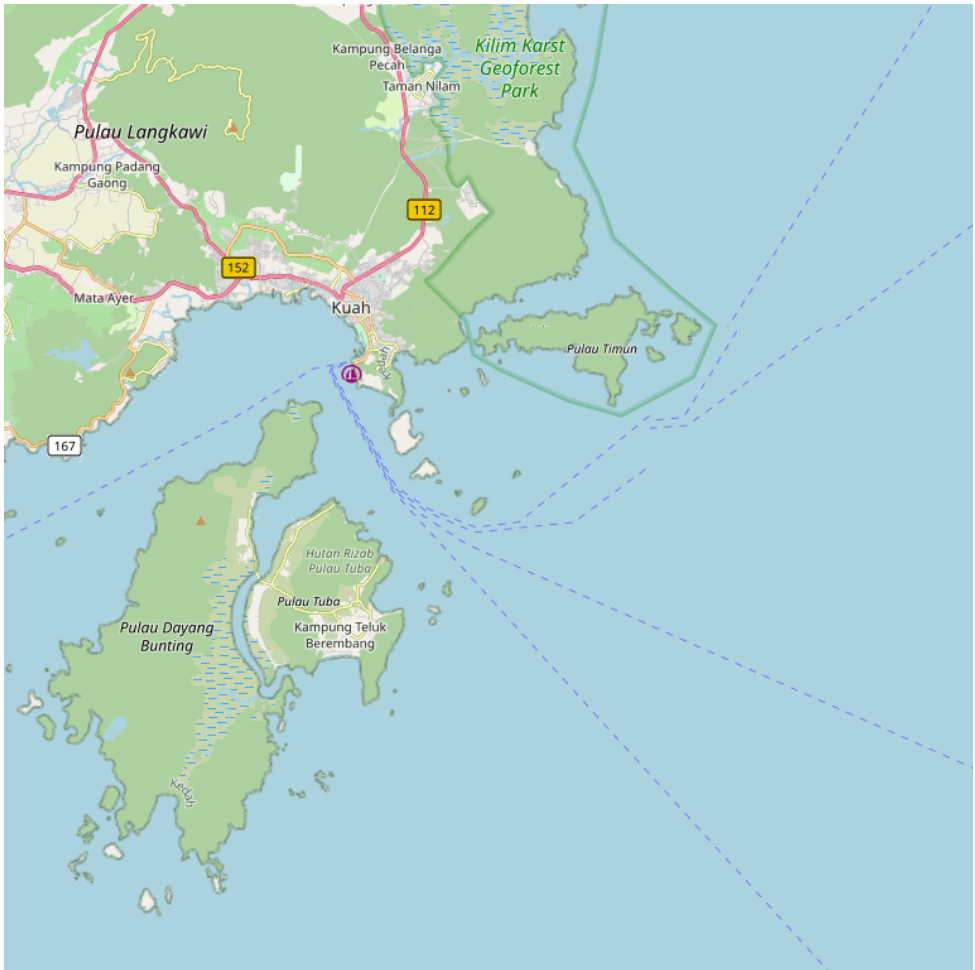 Kampung Belanga
Pecah
Kilim Karst
Geoforest
Park
Taman Nilam
Pulau Langkawi
Kampung Padang
Gaong
112
152
Mata Ayer
Kuah
Kedah
Pulau Timun
167
Hutan Rizab
Pulau Tuba
Pulau Tuba
Pulau Dayang
Bunting
Kampung Teluk
Berembang
Kedah